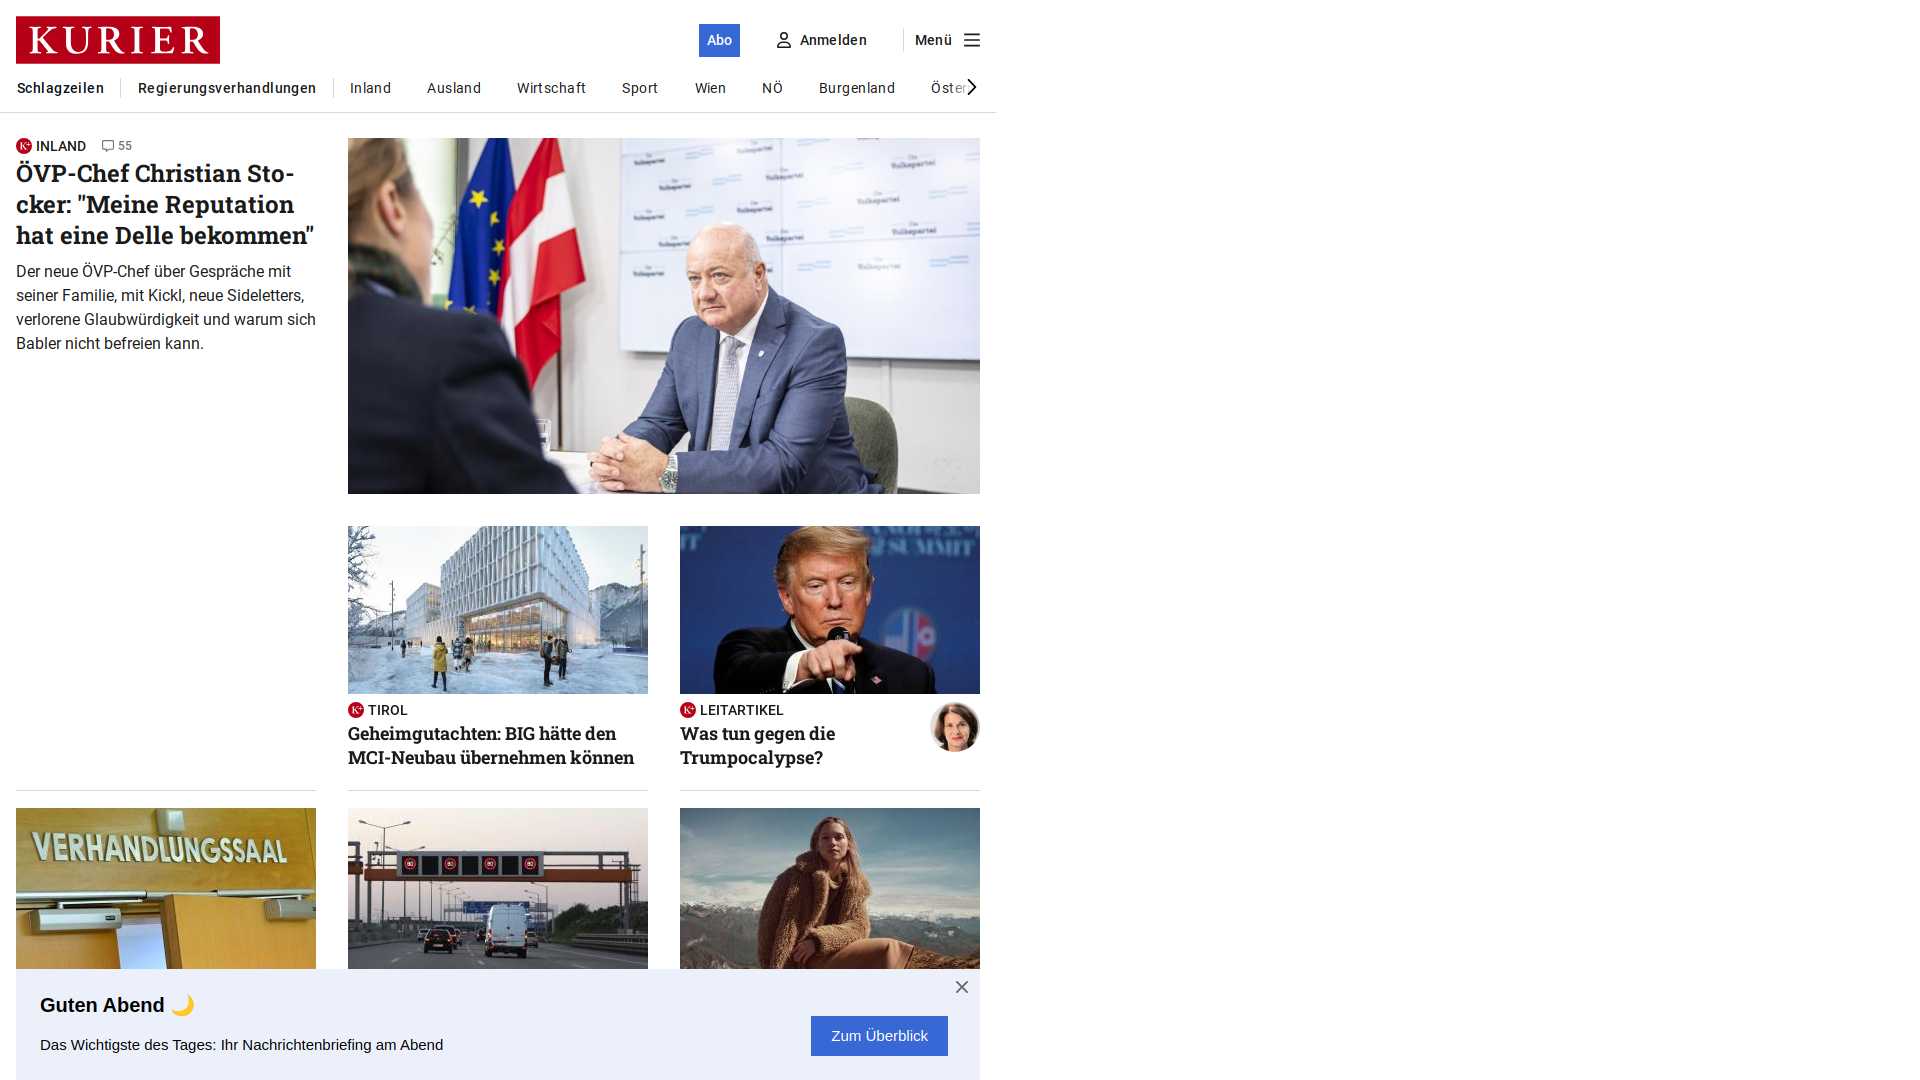 KURIER
Abo
Anmelden
Menü
Schlagzeilen
Regierungsverhandlungen
Inland
Ausland
Wirtschaft
Sport
Wien
NÖ
Burgenland
Öster
INLAND
55
ÖVP-Chef Christian Sto-
cker: "Meine Reputation
hat eine Delle bekommen"
Der neue ÖVP-Chef über Gespräche mit
seiner Familie, mit Kickl, neue Sideletters,
verlorene Glaubwürdigkeit und warum sich
Babler nicht befreien kann.
SUMMIT
K+ TIROL
Geheimgutachten: BIG hätte den
MCI-Neubau übernehmen können
K+ LEITARTIKEL
Was tun gegen die
Trumpocalypse?
VERHANDLUNGSSAAL
Guten Abend 🌙
Das Wichtigste des Tages: Ihr Nachrichtenbriefing am Abend
Zum Überblick